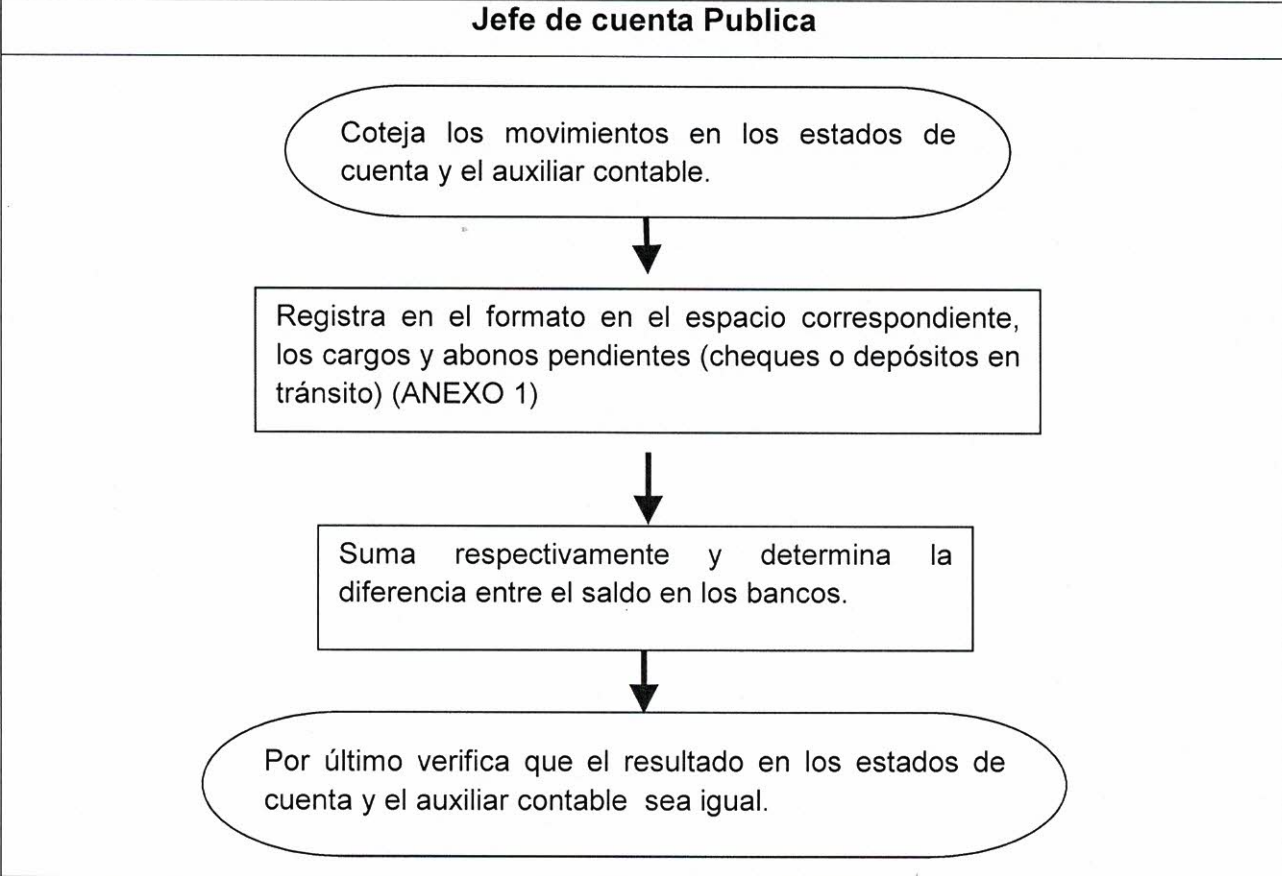 Jefe de cuenta Publica
Coteja los movimientos en los estados de
cuenta y el auxiliar contable.
Registra en el formato en el espacio correspondiente,
los cargos y abonos pendientes (cheques o depósitos en
tránsito) (ANEXO 1)
Suma respectivamente y determina la
diferencia entre el saldo en los bancos.
Por último verifica que el resultado en los estados de
cuenta y el auxiliar contable sea igual.